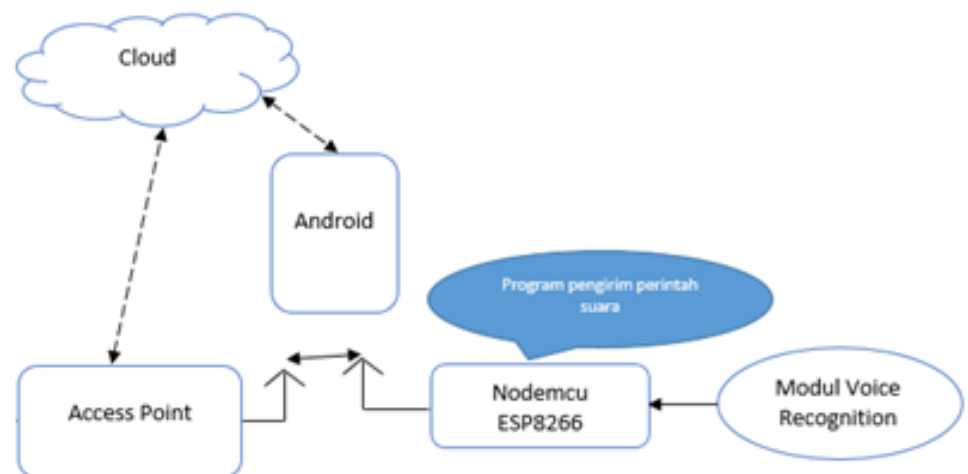 Cloud
Android
Program pengirim perintah
suara
Access Point
Nodemcu
ESP8266
Modul Voice
Recognition